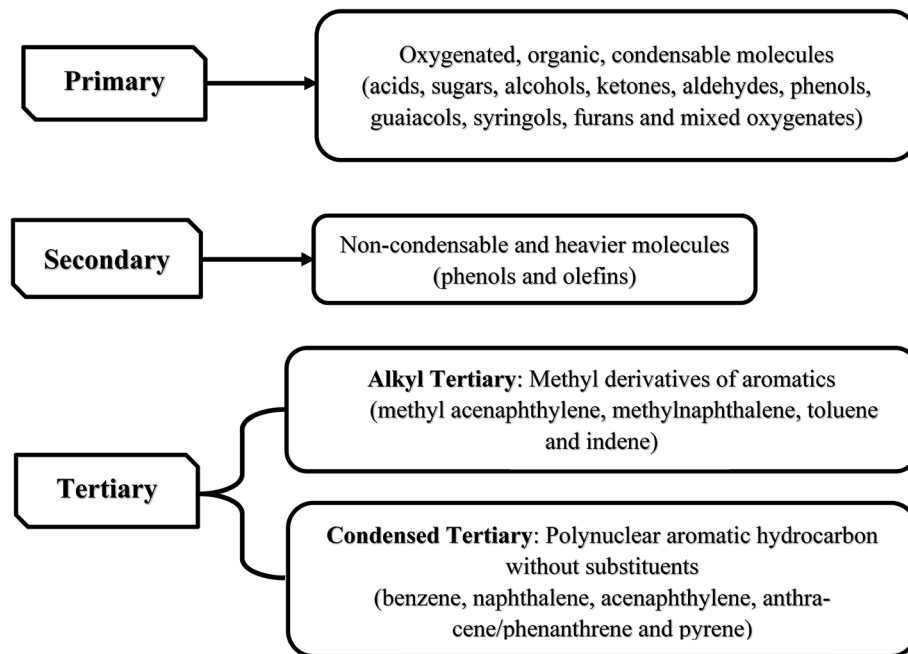 Primary
Oxygenated, organic, condensable molecules
(acids, sugars, alcohols, ketones, aldehydes, phenols,
guaiacols, syringols, furans and mixed oxygenates)
Secondary
Non-condensable and heavier molecules
(phenols and olefins)
Tertiary
Alkyl Tertiary: Methyl derivatives of aromatics
(methyl acenaphthylene, methylnaphthalene, toluene
and indene)
Condensed Tertiary: Polynuclear aromatic hydrocarbon
without substituents
(benzene, naphthalene, acenaphthylene, anthra-
cene/phenanthrene and pyrene)